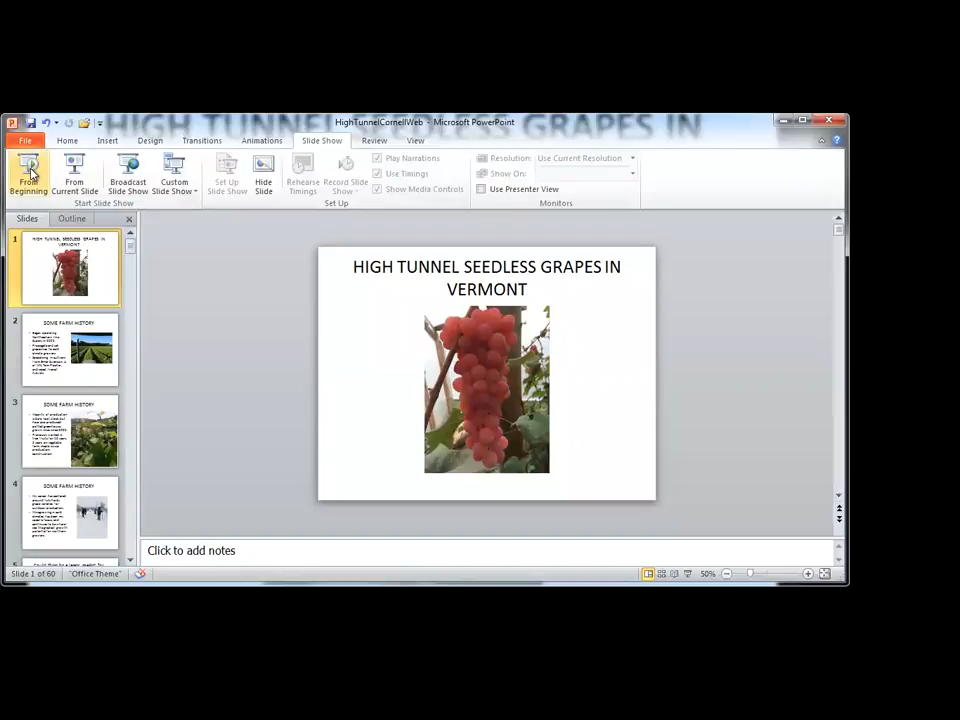 HIGH TUNNEL SEEDLESS GRAPES IN
HighTunnelCornellWeb - Microsoft PowerPoint
File Home Insert Design Transitions Animations Slide Show Review View
From Beginning
From Current Slide
Broadcast Slide Show
Custom Slide Show
Set Up Slide Show
Hide Slide
Rehearse Timings
Record Slide Show
Play Narrations
Use Timings
Show Media Controls
Resolution: Use Current Resolution
Show On:
Use Presenter View
Start Slide Show
Set Up
Monitors
Slides Outline
1
HIGH TUNNEL SEEDLESS GRAPES IN
VERMONT
2
SOME FARM HISTORY
3
SOME FARM HISTORY
4
SOME FARM HISTORY
HIGH TUNNEL SEEDLESS GRAPES IN
VERMONT
Click to add notes
Slide 1 of 60 "Office Theme" 50%